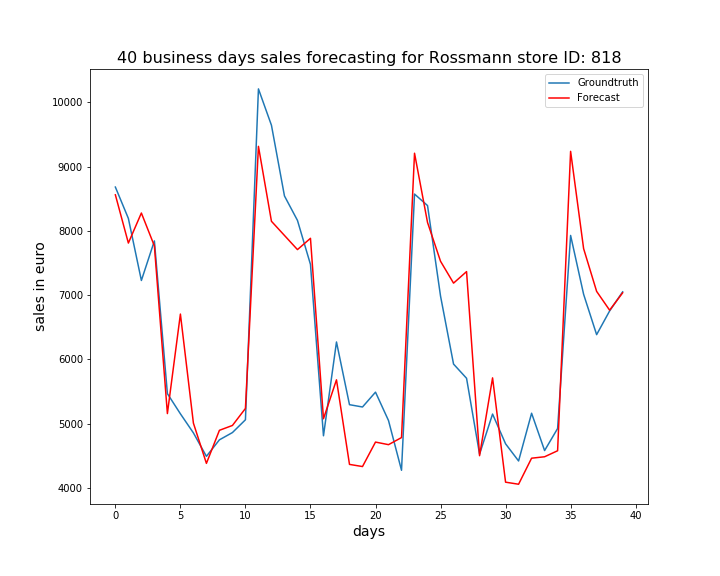 40 business days sales forecasting for Rossmann store ID: 818
Groundtruth
Forecast
10000
9000
8000
7000
6000
5000
4000
sales in euro
0 5 10 15 20 25 30 35 40
days